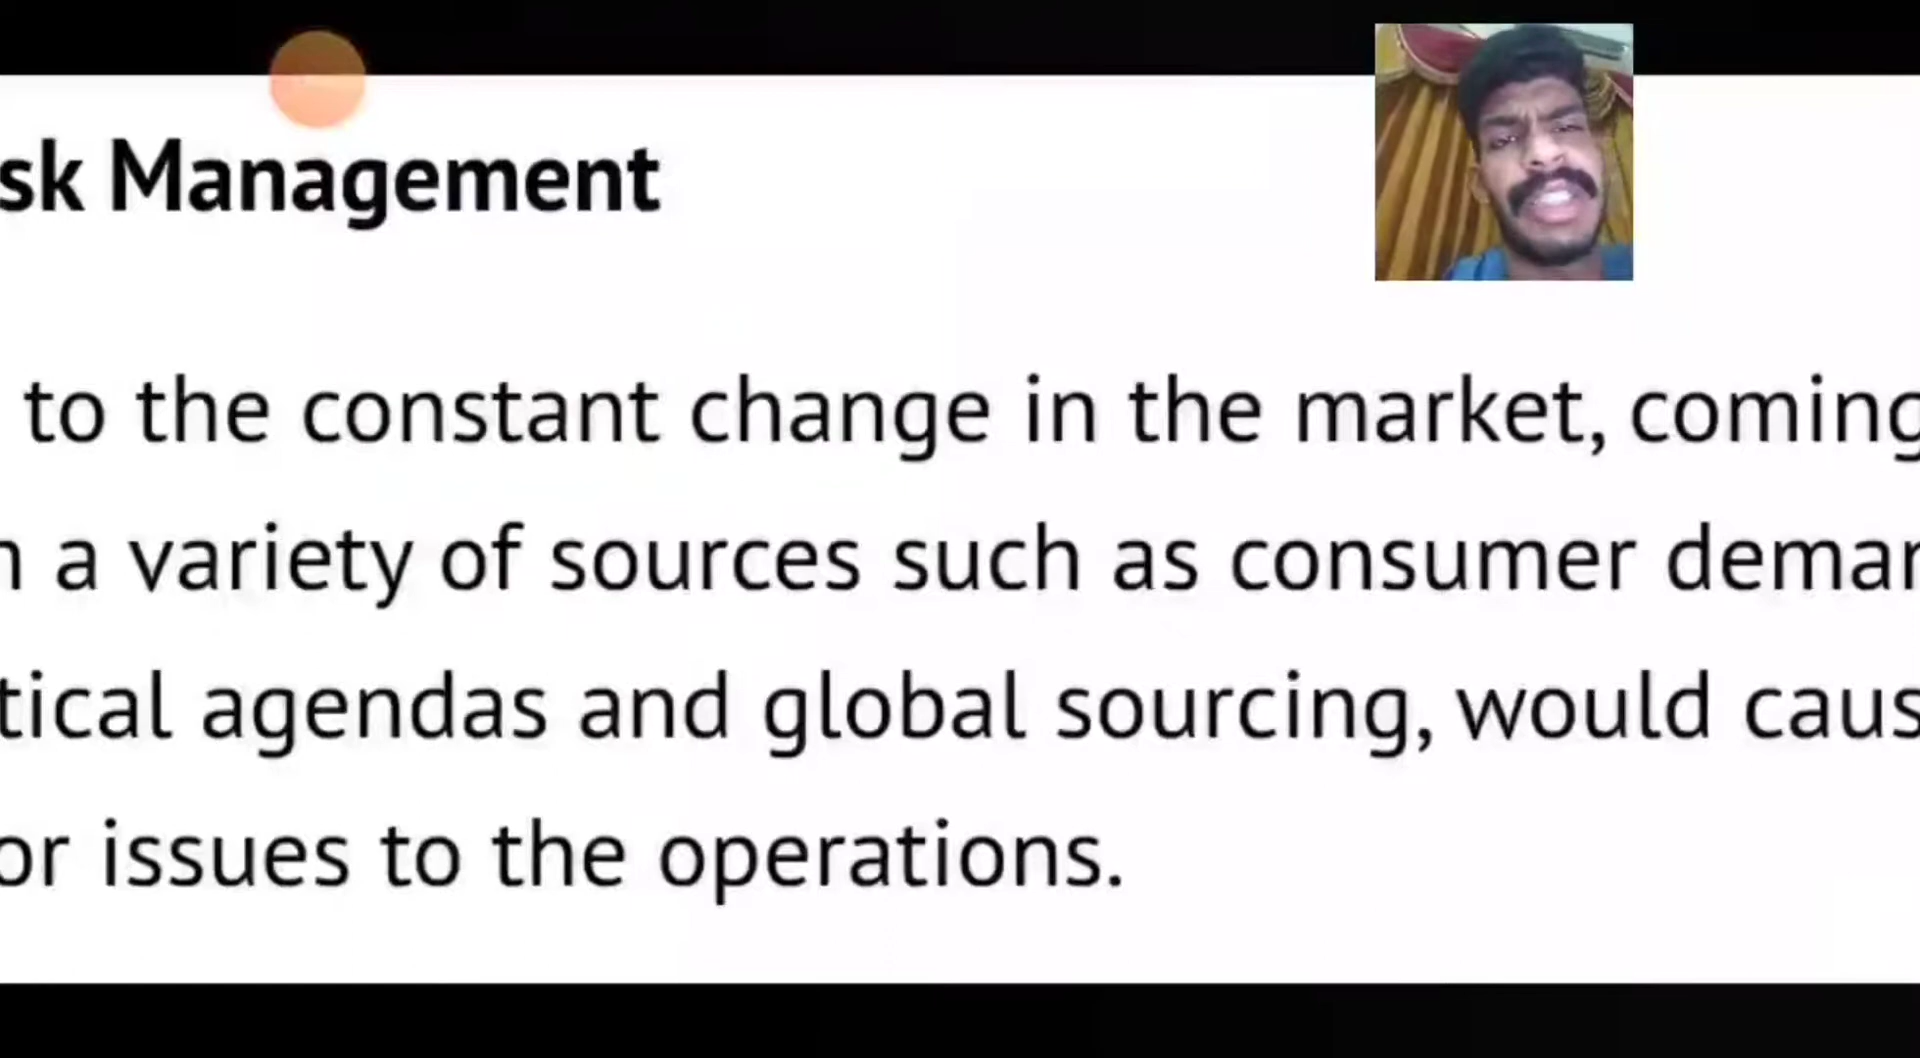 sk Management
to the constant change in the market, coming
a variety of sources such as consumer
tical agendas and global sourcing, would caus
or issues to the operations.